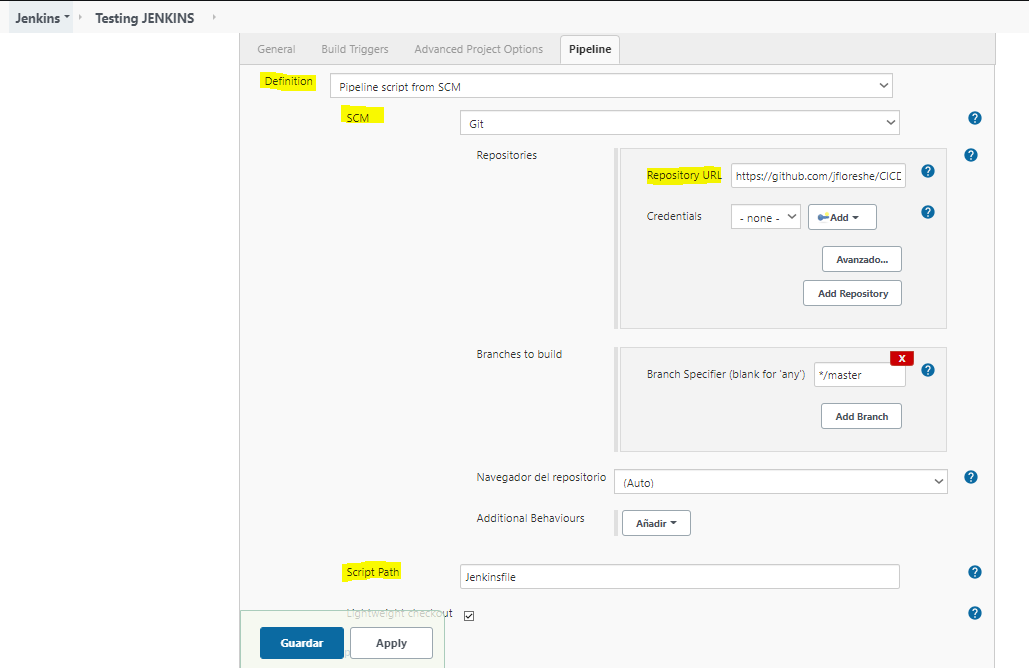 Jenkins Testing JENKINS
General Build Triggers Advanced Project Options Pipeline
Definition Pipeline script from SCM
SCM Git
Repositories
Repository URL https://github.com/jfloreshe/CICD
Credentials - none - Add
Avanzado...
Add Repository
Branches to build
X
Branch Specifier (blank for 'any') */master
Add Branch
Navegador del repositorio (Auto)
Additional Behaviours Añadir
Script Path Jenkinsfile
Lightweight checkout
Guardar Apply